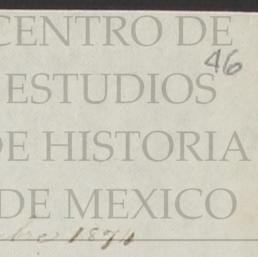 CENTRO DE
46
ESTUDIOS
DE HISTORIA
DE MEXICO